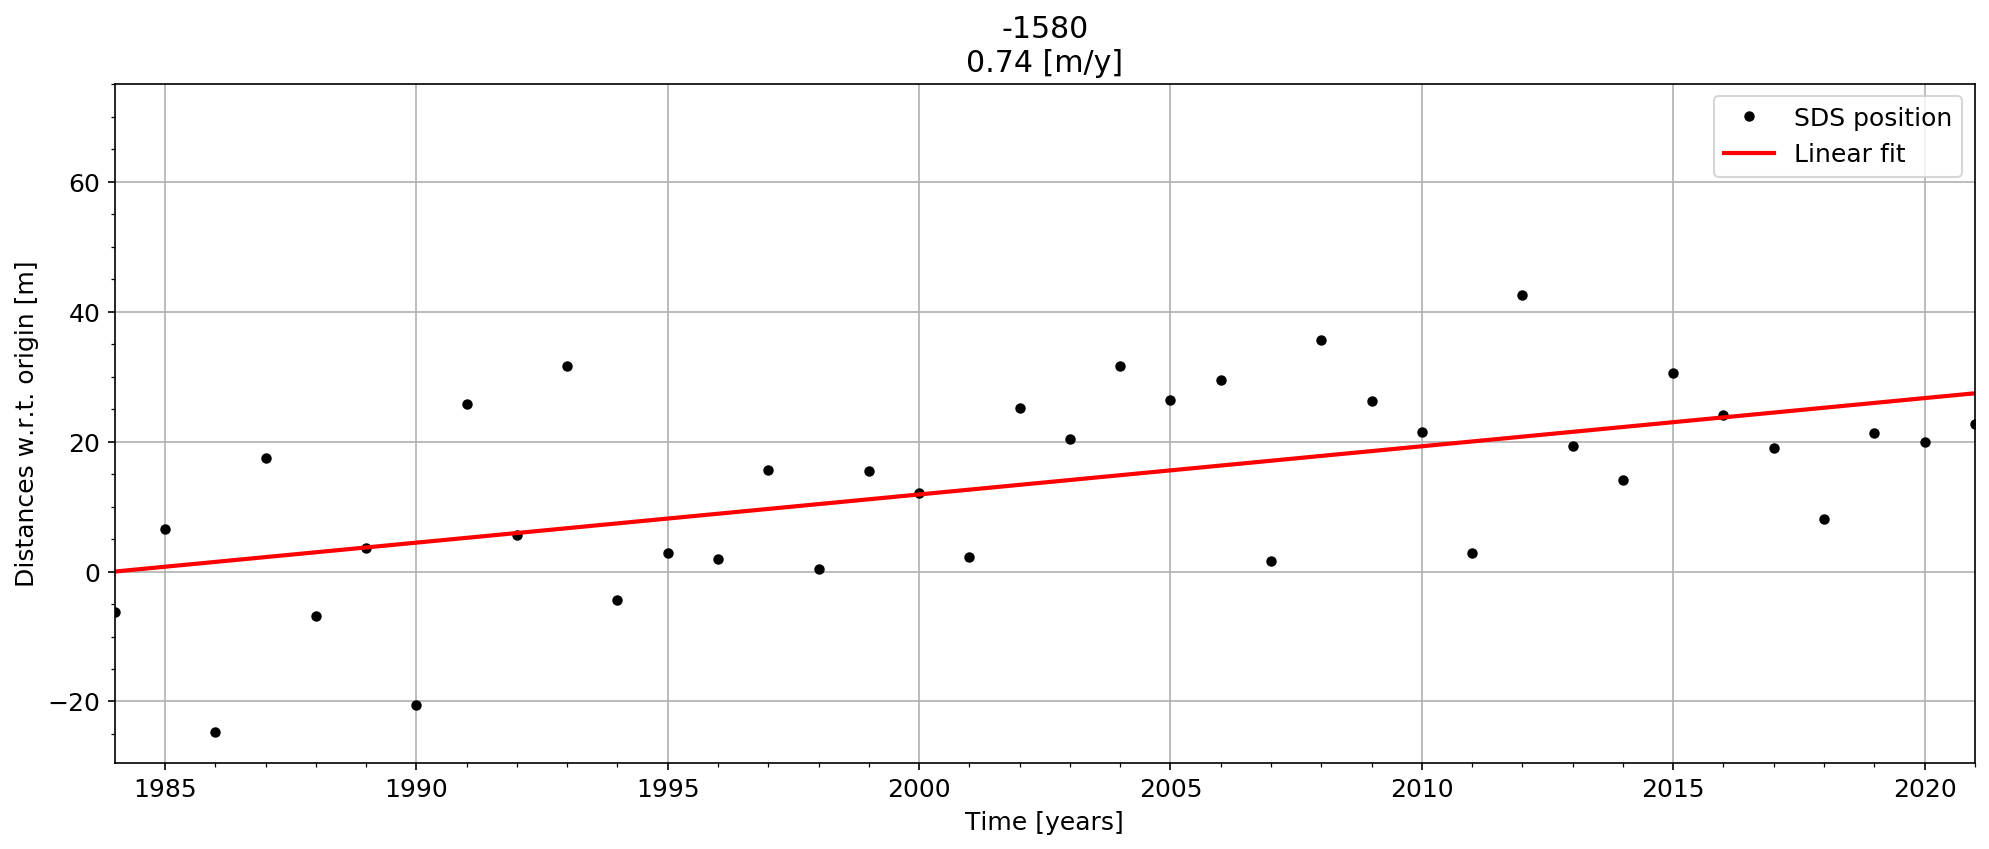 -1580
0.74 [m/y]
SDS position
Linear fit
Distances w.r.t. origin [m]
60
40
20
0
−20
1985 1990 1995 2000 2005 2010 2015 2020
Time [years]